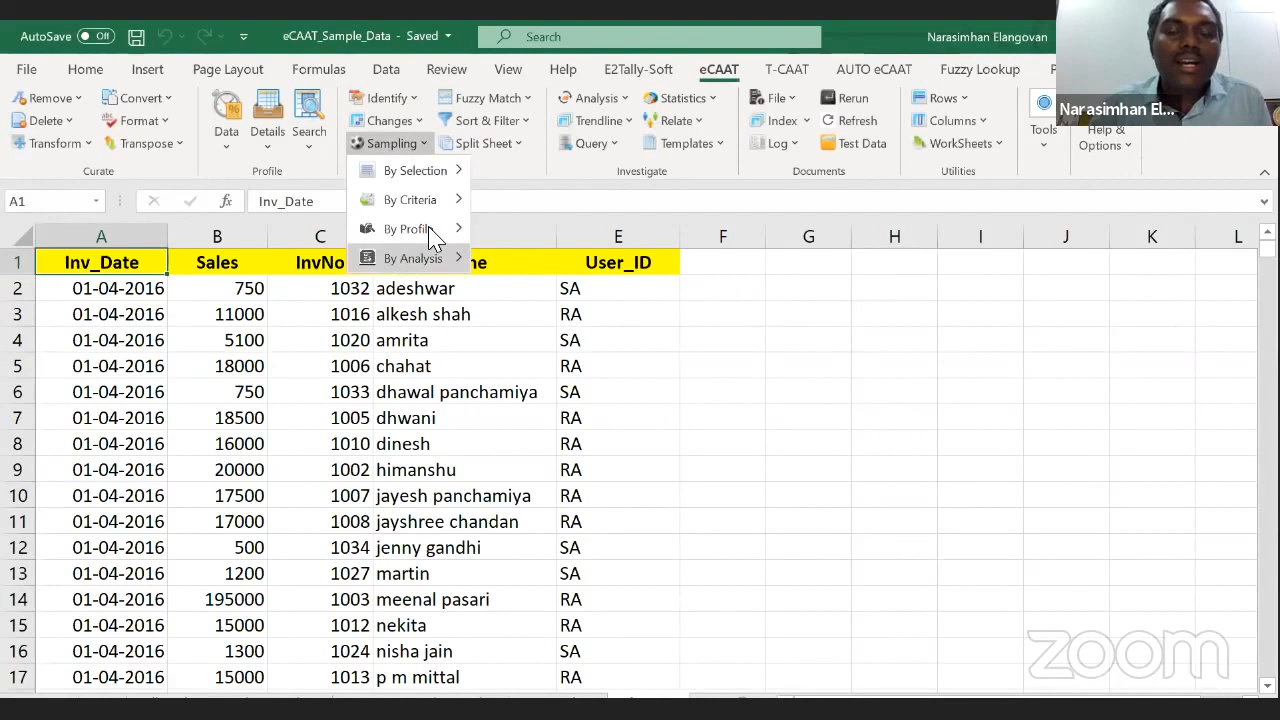 AutoSave Off eCAAT_Sample_Data - Saved Search Narasimhan Elangovan
File Home Insert Page Layout Formulas Data Review View Help E2Tally-Soft eCAAT T-CAAT AUTO eCAAT Fuzzy Lookup
Narasimhan El...
Remove Convert Identify Fuzzy Match Analysis Statistics File Rerun Rows
Delete Format Data Details Search Changes Sort & Filter Trendline Relate Index Refresh Columns Tools Help &
Transform Transpose Sampling Split Sheet Query Templates Log Test Data WorkSheets Options
Curate Profile Investigate Documents Utilities
By Selection
By Criteria
By Profil
By Analysis
A1 fx Inv_Date
A B C E F G H I J K L
1 Inv_Date Sales InvNo me User_ID
2 01-04-2016 750 1032 adeshwar SA
3 01-04-2016 11000 1016 alkesh shah RA
4 01-04-2016 5100 1020 amrita SA
5 01-04-2016 18000 1006 chahat RA
6 01-04-2016 750 1033 dhawal panchamiya SA
7 01-04-2016 18500 1005 dhwani RA
8 01-04-2016 16000 1010 dinesh RA
9 01-04-2016 20000 1002 himanshu RA
10 01-04-2016 17500 1007 jayesh panchamiya RA
11 01-04-2016 17000 1008 jayshree chandan RA
12 01-04-2016 500 1034 jenny gandhi SA
13 01-04-2016 1200 1027 martin SA
14 01-04-2016 195000 1003 meenal pasari RA
15 01-04-2016 15000 1012 nekita RA
16 01-04-2016 1300 1024 nisha jain SA
17 01-04-2016 15000 1013 p m mittal RA
zoom